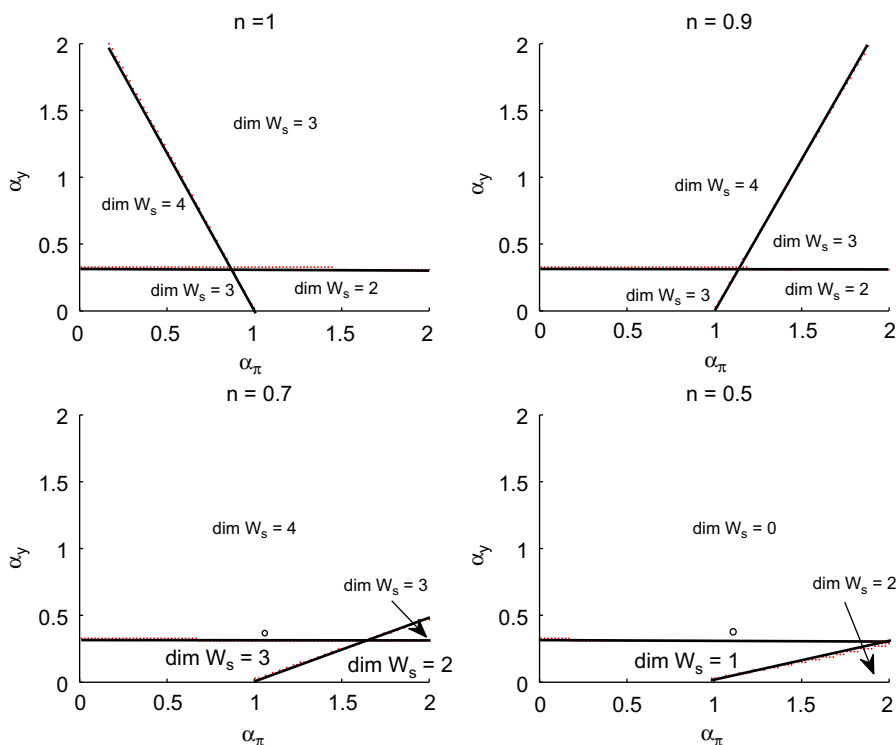 n =1
2
1.5
1
0.5
0
α_y
dim W_s = 3
dim W_s = 4
dim W_s = 3
dim W_s = 2
0
0.5
1
1.5
2
α_π
n = 0.9
2
1.5
1
0.5
0
α_y
dim W_s = 4
dim W_s = 3
dim W_s = 3
dim W_s = 2
0
0.5
1
1.5
2
α_π
n = 0.7
2
1.5
1
0.5
0
α_y
dim W_s = 4
dim W_s = 3
dim W_s = 3
dim W_s = 2
0
0.5
1
1.5
2
α_π
n = 0.5
2
1.5
1
0.5
0
α_y
dim W_s = 0
dim W_s = 2
dim W_s = 1
0
0.5
1
1.5
2
α_π